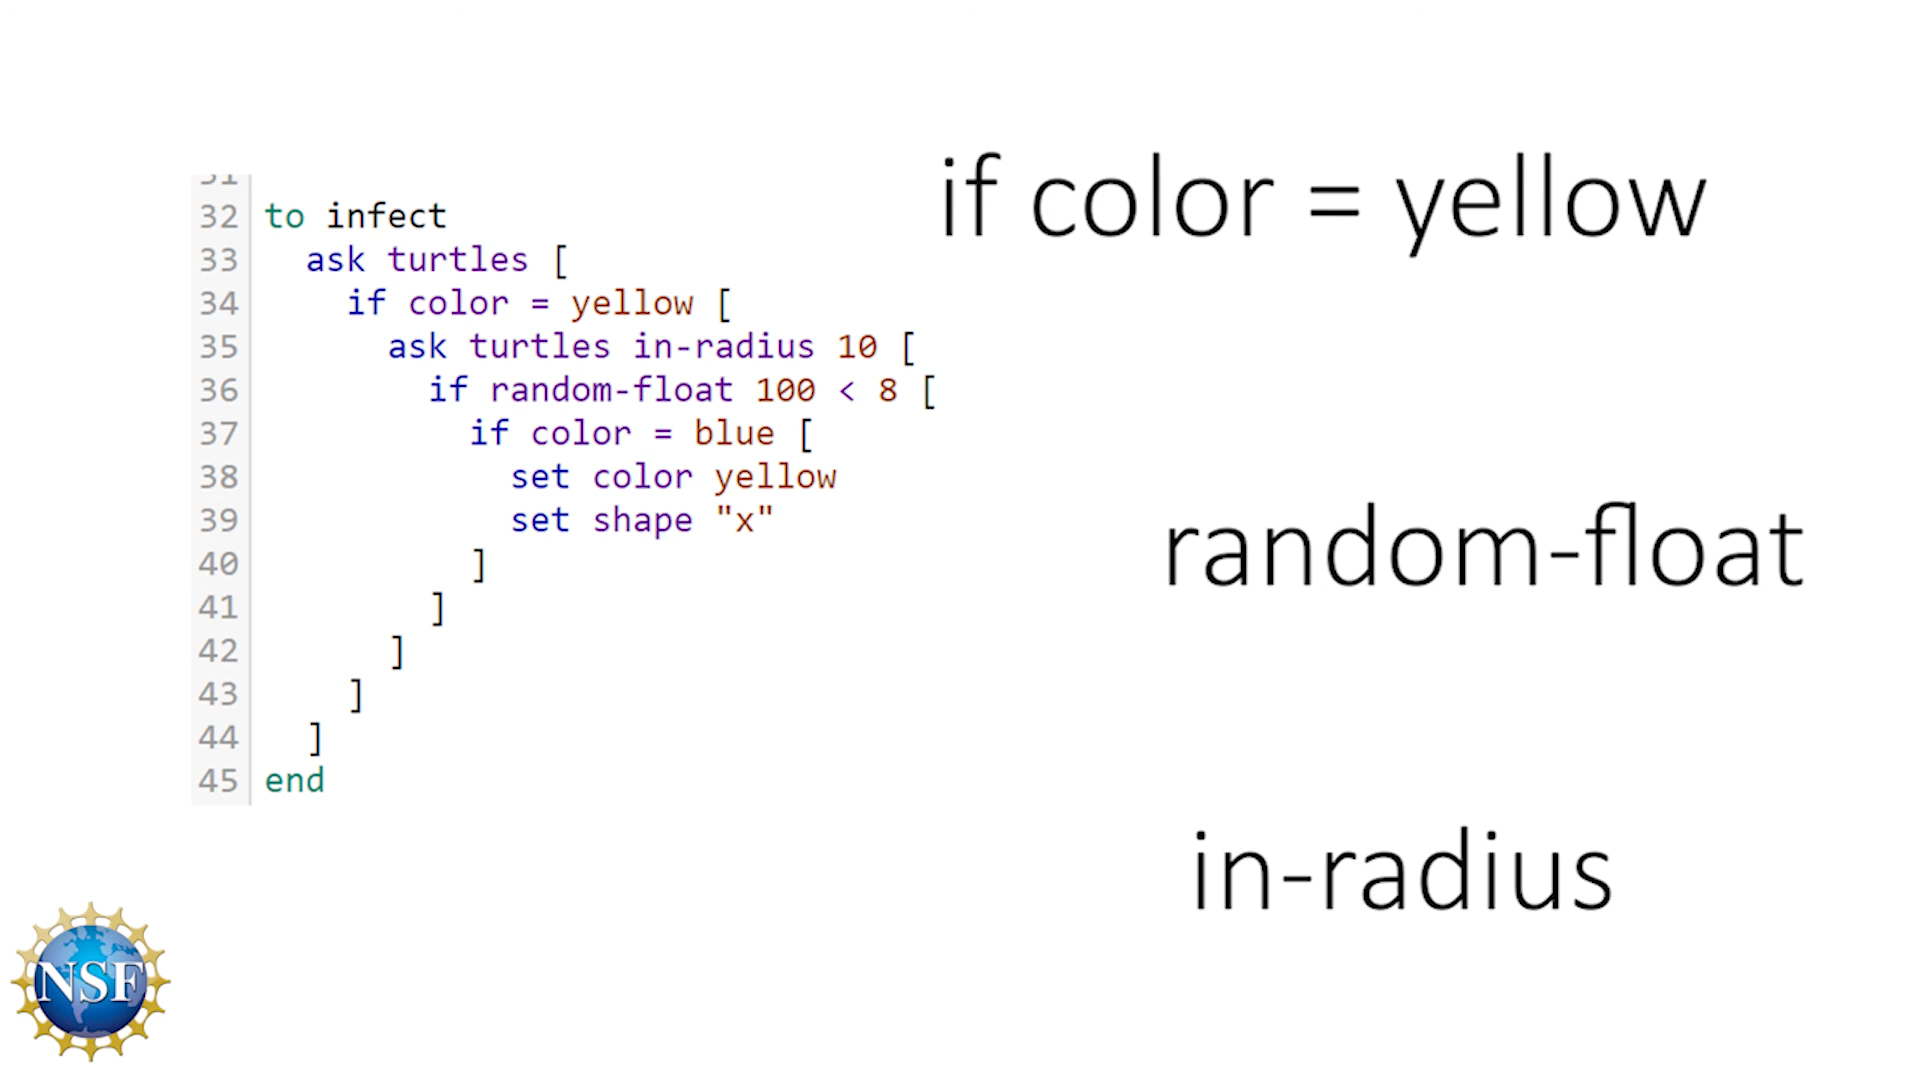 31
32 to infect
33 ask turtles [
34 if color = yellow [
35 ask turtles in-radius 10 [
36 if random-float 100 < 8 [
37 if color = blue [
38 set color yellow
39 set shape "x"
40 ]
41 ]
42 ]
43 ]
44 ]
45 end
if color = yellow
random-float
in-radius
NSF